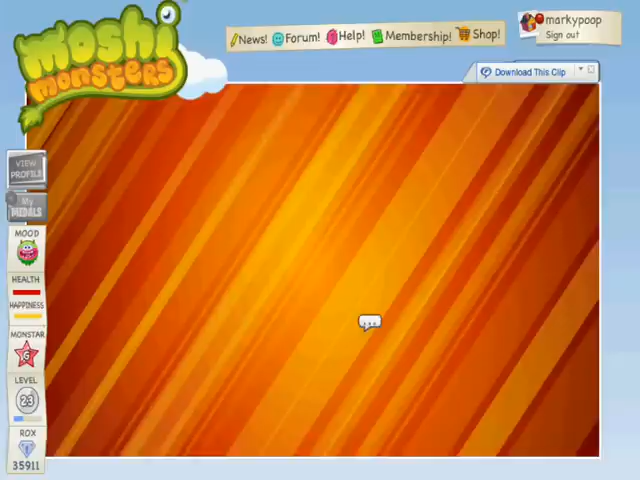 moshi
monsters
News! Forum! Help! Membership! Shop!
markypoop
Sign out
Download This Clip
VIEW
PROFILE
My
MEDALS
MOOD
HEALTH
HAPPINESS
MONSTAR
LEVEL
23
ROX
35911